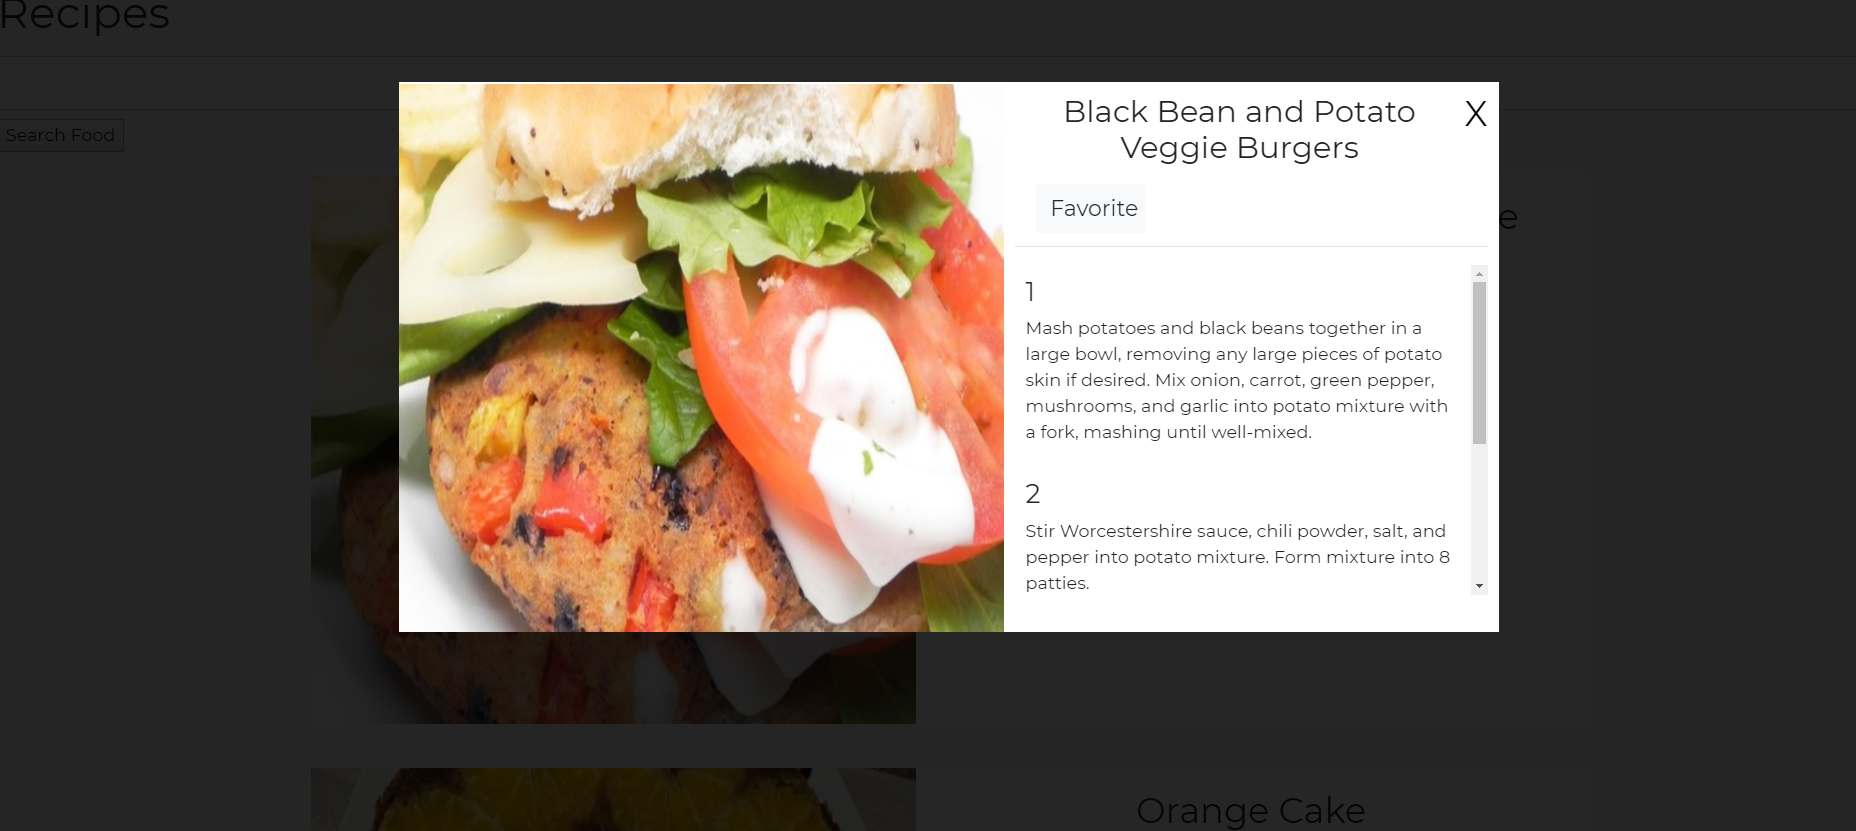 Recipes
Search Food
Black Bean and Potato
Veggie Burgers
X
Favorite
e
1
Mash potatoes and black beans together in a
large bowl, removing any large pieces of potato
skin if desired. Mix onion, carrot, green pepper,
mushrooms, and garlic into potato mixture with
a fork, mashing until well-mixed.
2
Stir Worcestershire sauce, chili powder, salt, and
pepper into potato mixture. Form mixture into 8
patties.
Orange Cake